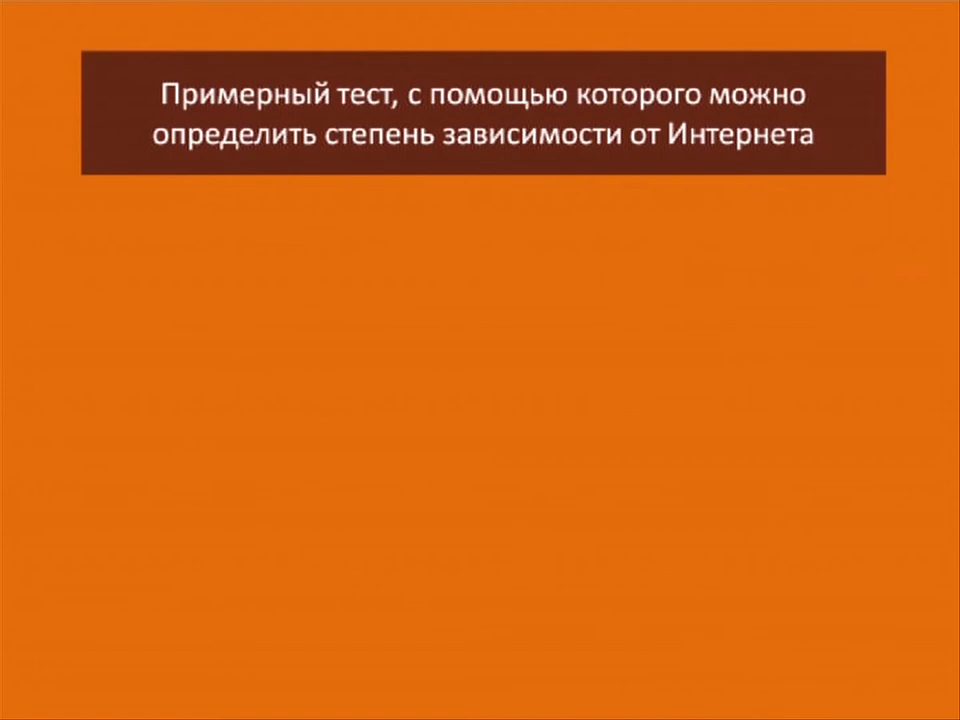 Примерный тест, с помощью которого можно
определить степень зависимости от Интернета